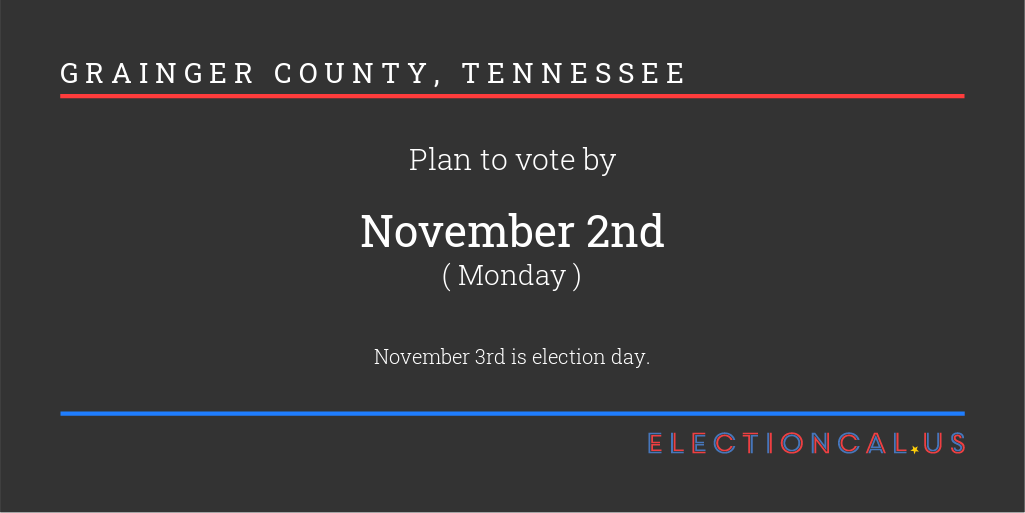 GRAINGER COUNTY, TENNESSEE
Plan to vote by
November 2nd
( Monday )
November 3rd is election day.
ELECTIONCAL.US